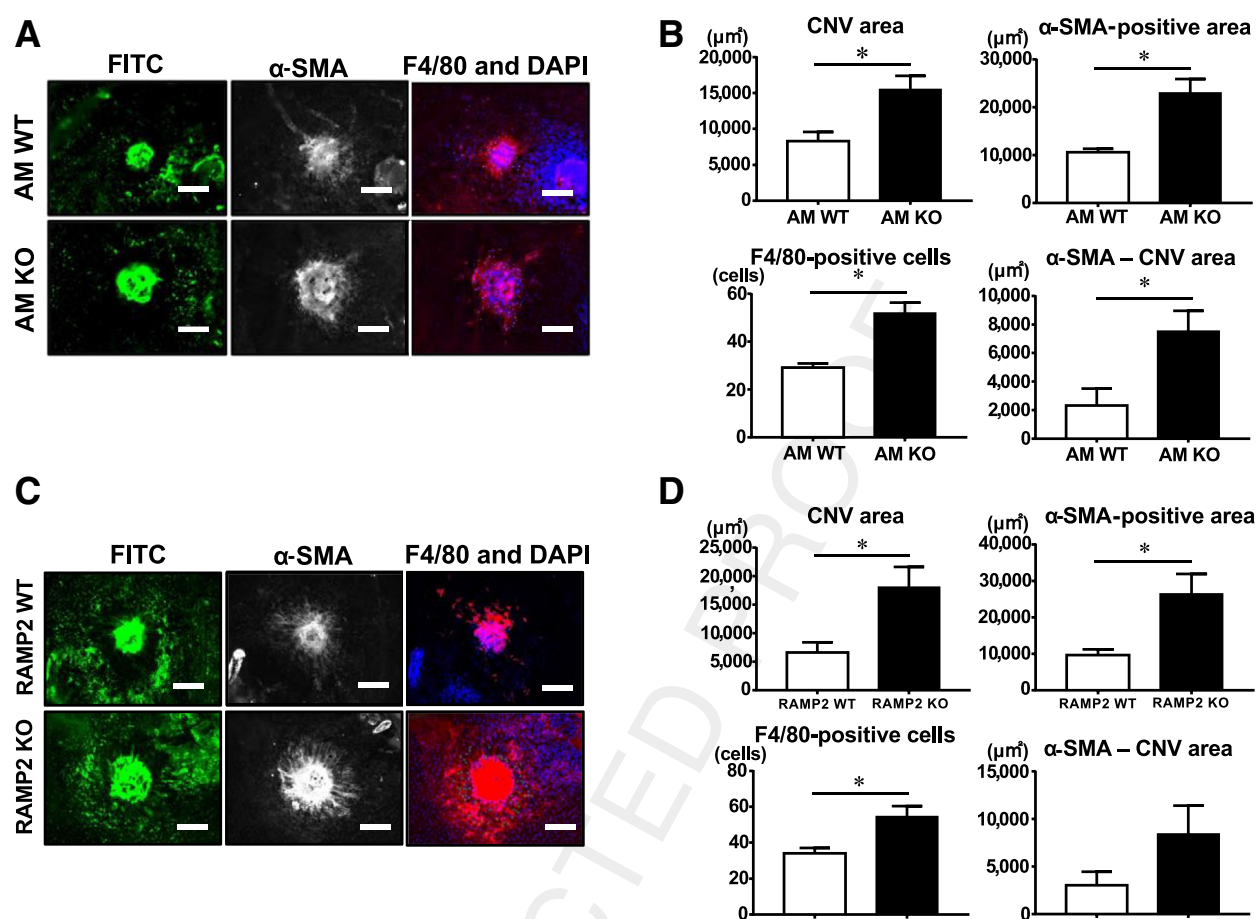 A
FITC
α-SMA
F4/80 and DAPI
AM WT
AM KO
B
CNV area
(μm²)
20,000
15,000
10,000
5,000
0
*
AM WT
AM KO
α-SMA-positive area
(μm²)
30,000
20,000
10,000
0
*
AM WT
AM KO
F4/80-positive cells
(cells)
60
40
20
0
*
AM WT
AM KO
α-SMA – CNV area
(μm²)
10,000
8,000
6,000
4,000
2,000
0
*
AM WT
AM KO
C
FITC
α-SMA
F4/80 and DAPI
RAMP2 WT
RAMP2 KO
D
CNV area
(μm²)
25,000
20,000
15,000
10,000
5,000
0
*
RAMP2 WT
RAMP2 KO
α-SMA-positive area
(μm²)
40,000
30,000
20,000
10,000
0
*
RAMP2 WT
RAMP2 KO
F4/80-positive cells
(cells)
80
60
40
20
0
*
α-SMA – CNV area
(μm²)
15,000
10,000
5,000
0
CTED PROOF